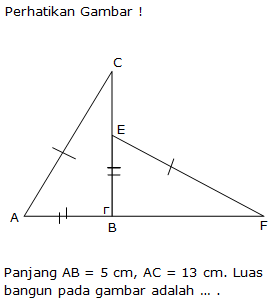 Perhatikan Gambar !
C
E
A
B
F
Panjang AB = 5 cm, AC = 13 cm. Luas
bangun pada gambar adalah ... .